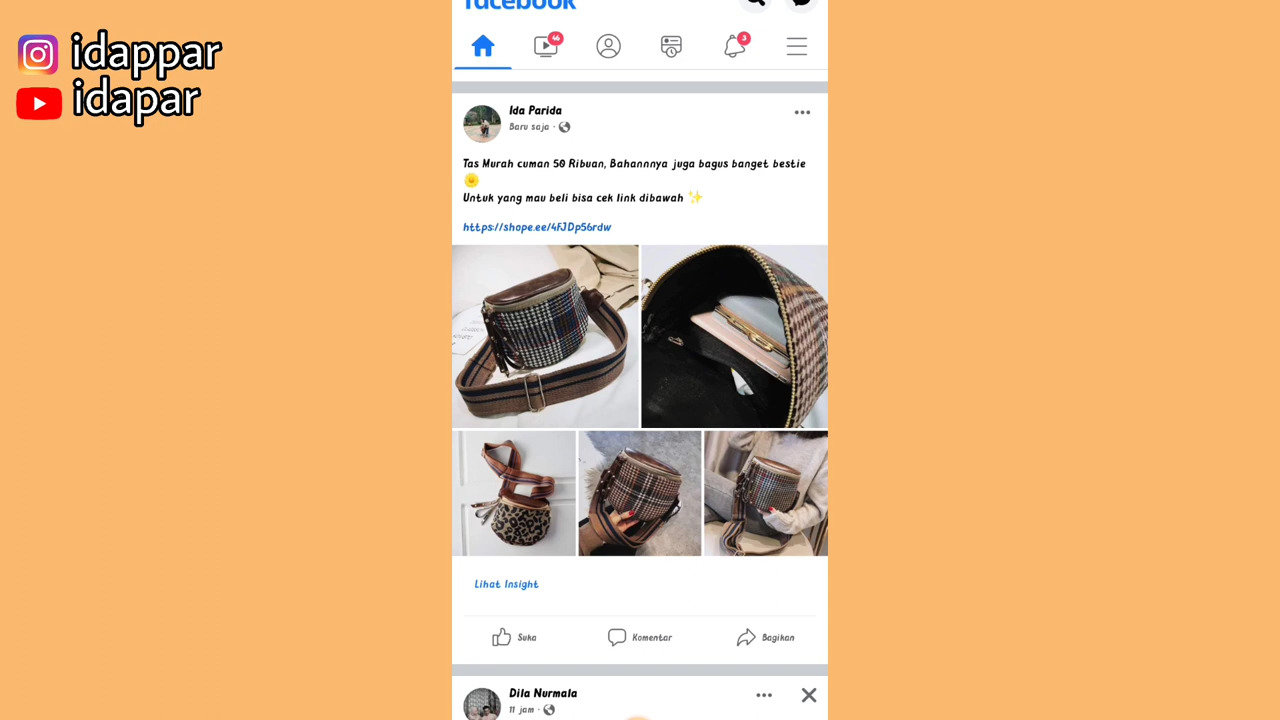 idappar
idapar
facebook
46
3
Ida Parida
Baru saja ·
Tas Murah cuman 50 Ribuan, Bahannnya juga bagus banget bestie
🌼
Untuk yang mau beli bisa cek link dibawah ✨
https://shope.ee/4FJDp56rdw
Lihat Insight
Suka
Komentar
Bagikan
Dila Nurmala
11 jam ·